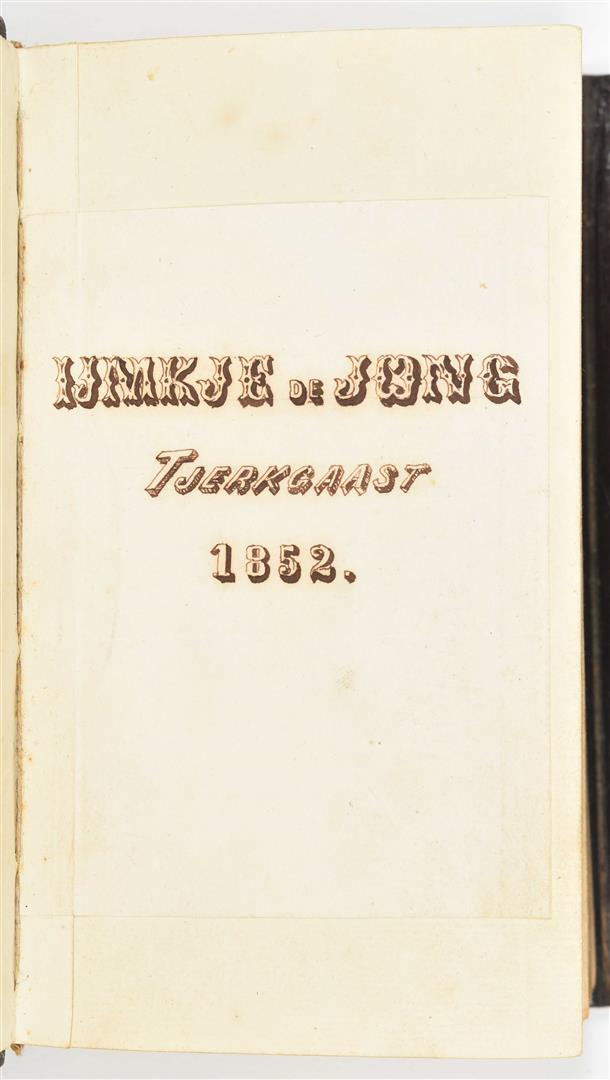 IJMKJE DE JONG
TJERKGAAST
1852.